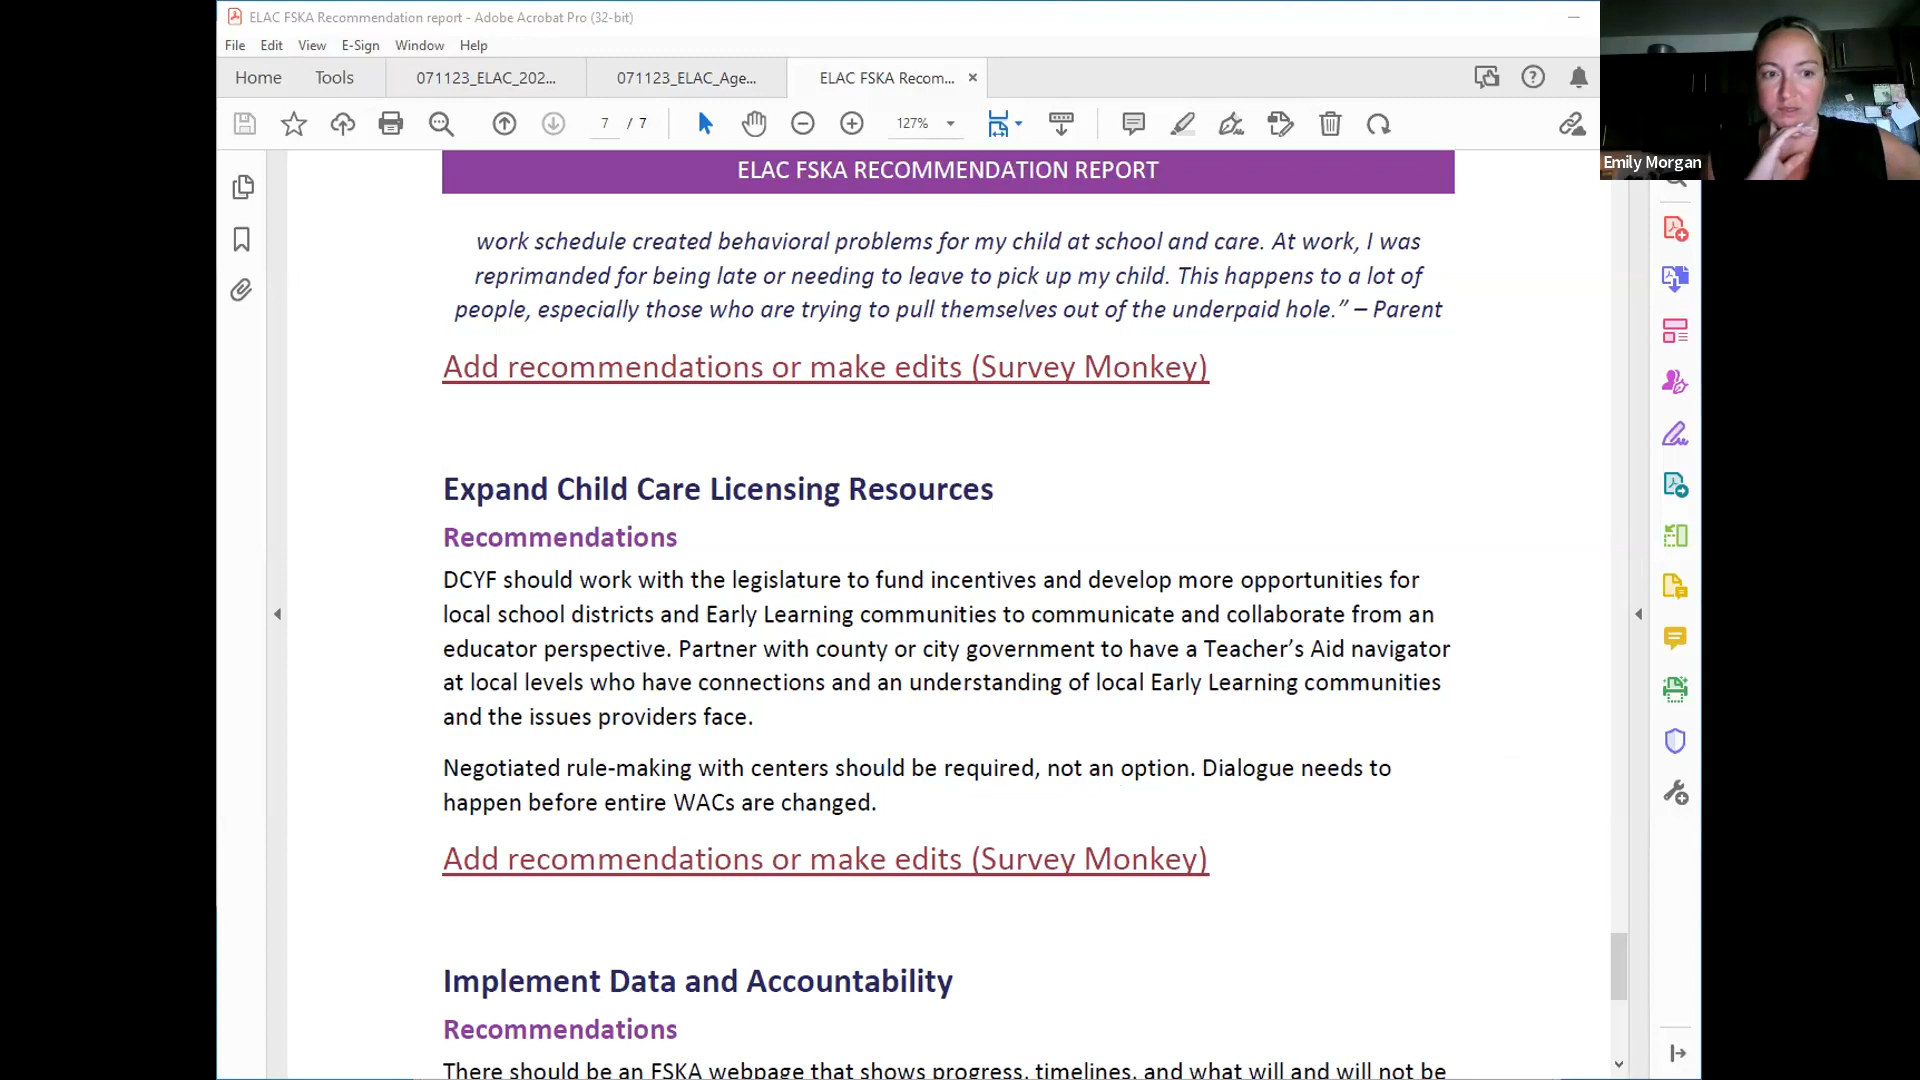 ELAC FSKA Recommendation report - Adobe Acrobat Pro (32-bit)
File Edit View E-Sign Window Help
Home Tools 071123_ELAC_202... 071123_ELAC_Age... ELAC FSKA Recom...
7 / 7 127%
Emily Morgan
ELAC FSKA RECOMMENDATION REPORT
work schedule created behavioral problems for my child at school and care. At work, I was
reprimanded for being late or needing to leave to pick up my child. This happens to a lot of
people, especially those who are trying to pull themselves out of the underpaid hole.” – Parent
Add recommendations or make edits (Survey Monkey)
Expand Child Care Licensing Resources
Recommendations
DCYF should work with the legislature to fund incentives and develop more opportunities for
local school districts and Early Learning communities to communicate and collaborate from an
educator perspective. Partner with county or city government to have a Teacher’s Aid navigator
at local levels who have connections and an understanding of local Early Learning communities
and the issues providers face.
Negotiated rule-making with centers should be required, not an option. Dialogue needs to
happen before entire WACs are changed.
Add recommendations or make edits (Survey Monkey)
Implement Data and Accountability
Recommendations
There should be an FSKA webpage that shows progress, timelines, and what will and will not be